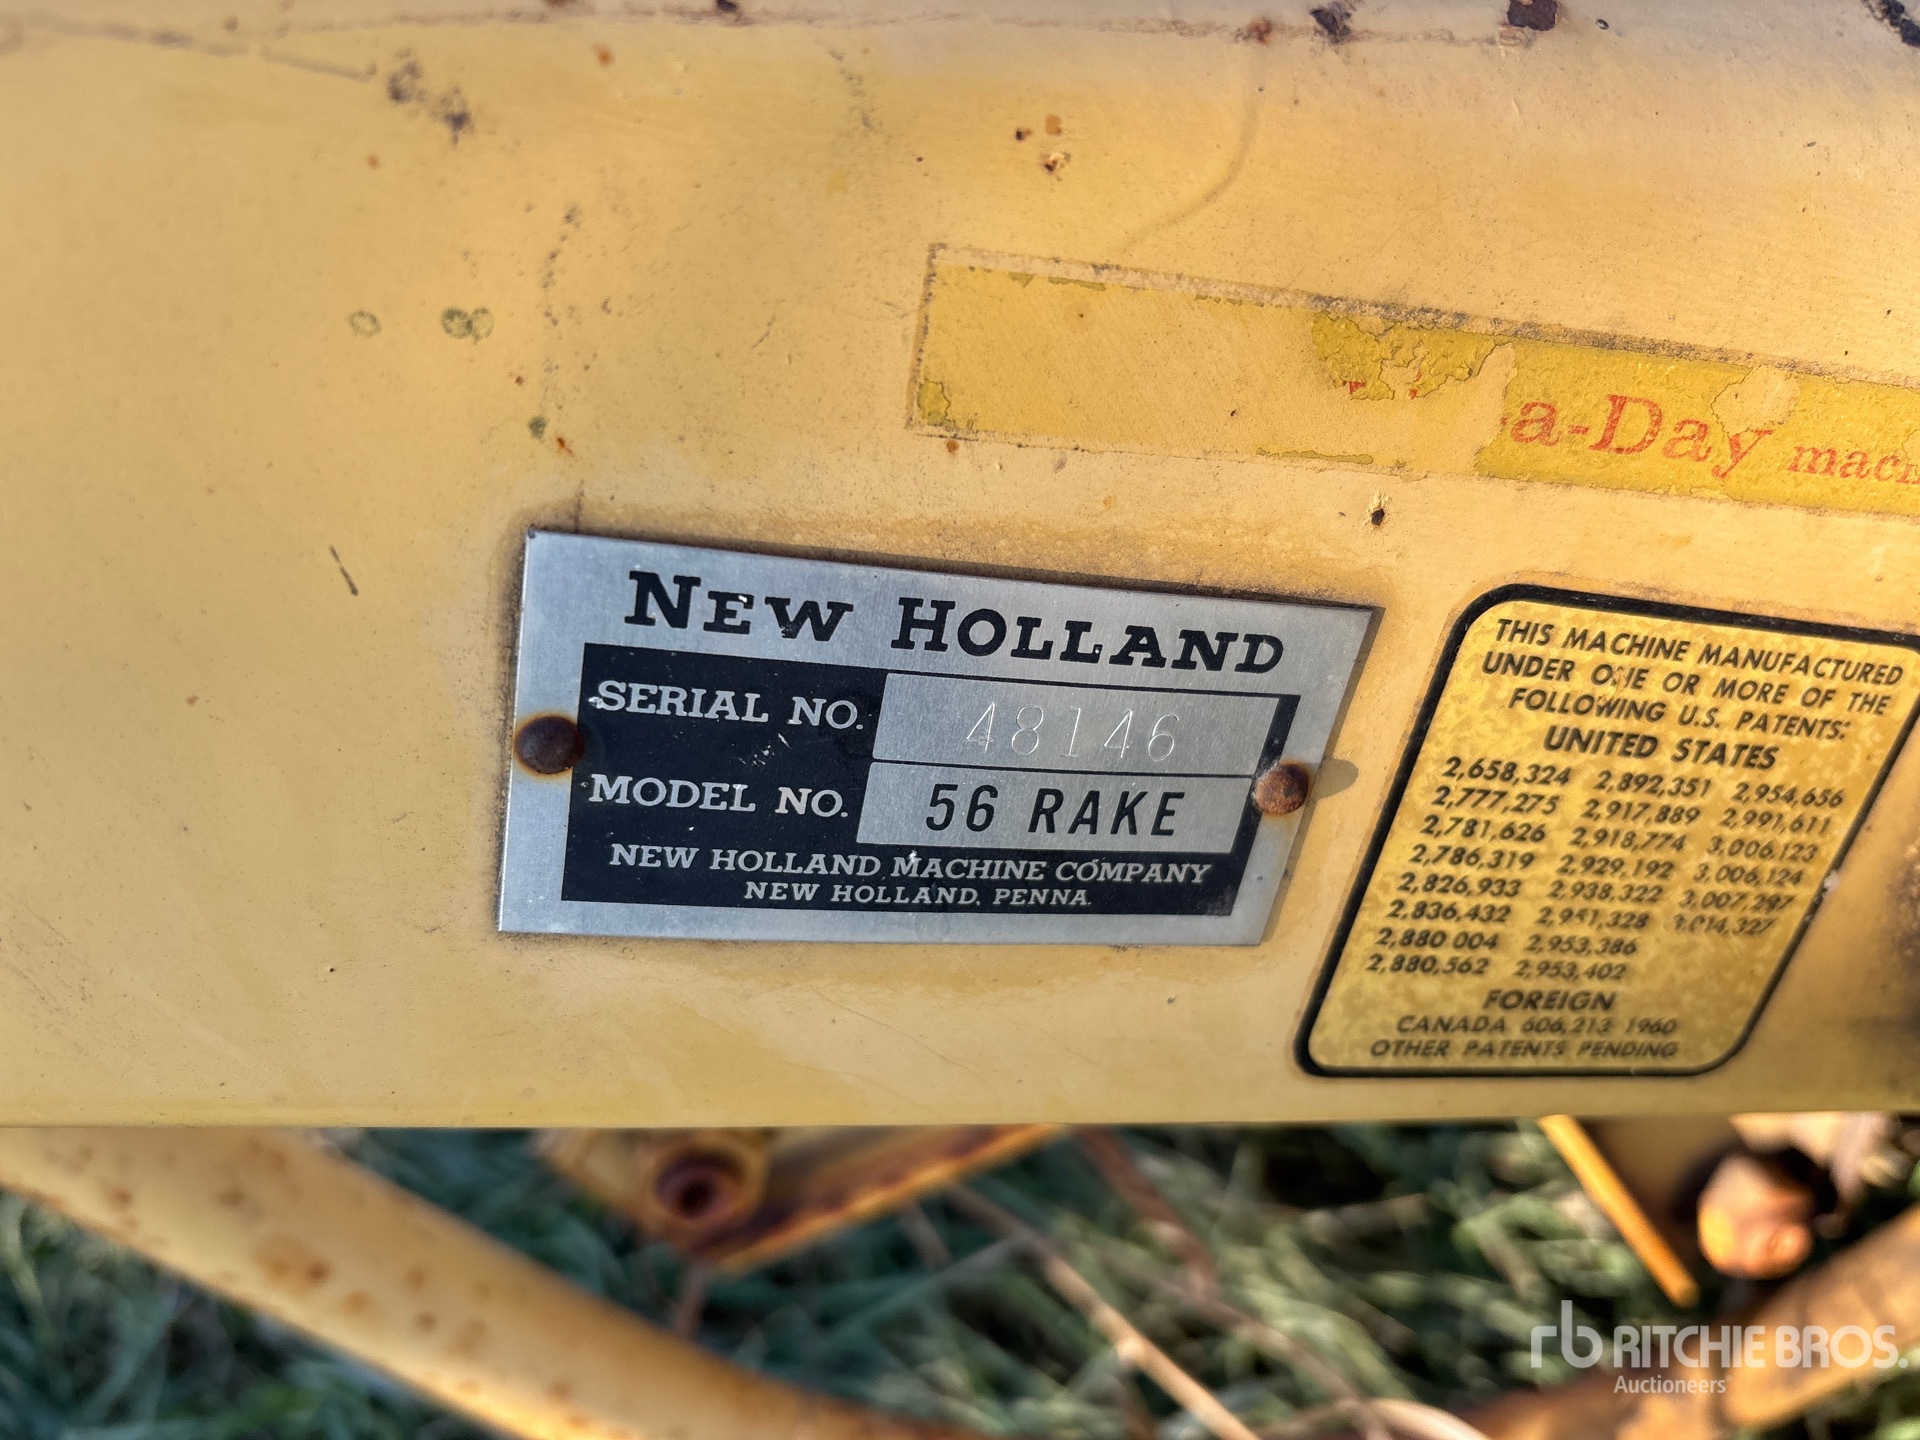 -a-Day
NEW HOLLAND
SERIAL NO. 48146
MODEL NO. 56 RAKE
NEW HOLLAND MACHINE COMPANY
NEW HOLLAND, PENNA.
THIS MACHINE MANUFACTURED
UNDER ONE OR MORE OF THE
FOLLOWING U.S. PATENTS:
UNITED STATES
2,658,324 2,892,351 2,954,656
2,777,275 2,917,889 2,991,611
2,781,626 2,918,774 3,006,123
2,786,319 2,929,192 3,006,124
2,826,933 2,938,322 3,007,297
2,836,432 2,951,328 3,014,327
2,880,004 2,953,386
2,880,562 2,953,402
FOREIGN
CANADA 606,213 1960
OTHER PATENTS PENDING
rb RITCHIE BROS.
Auctioneers